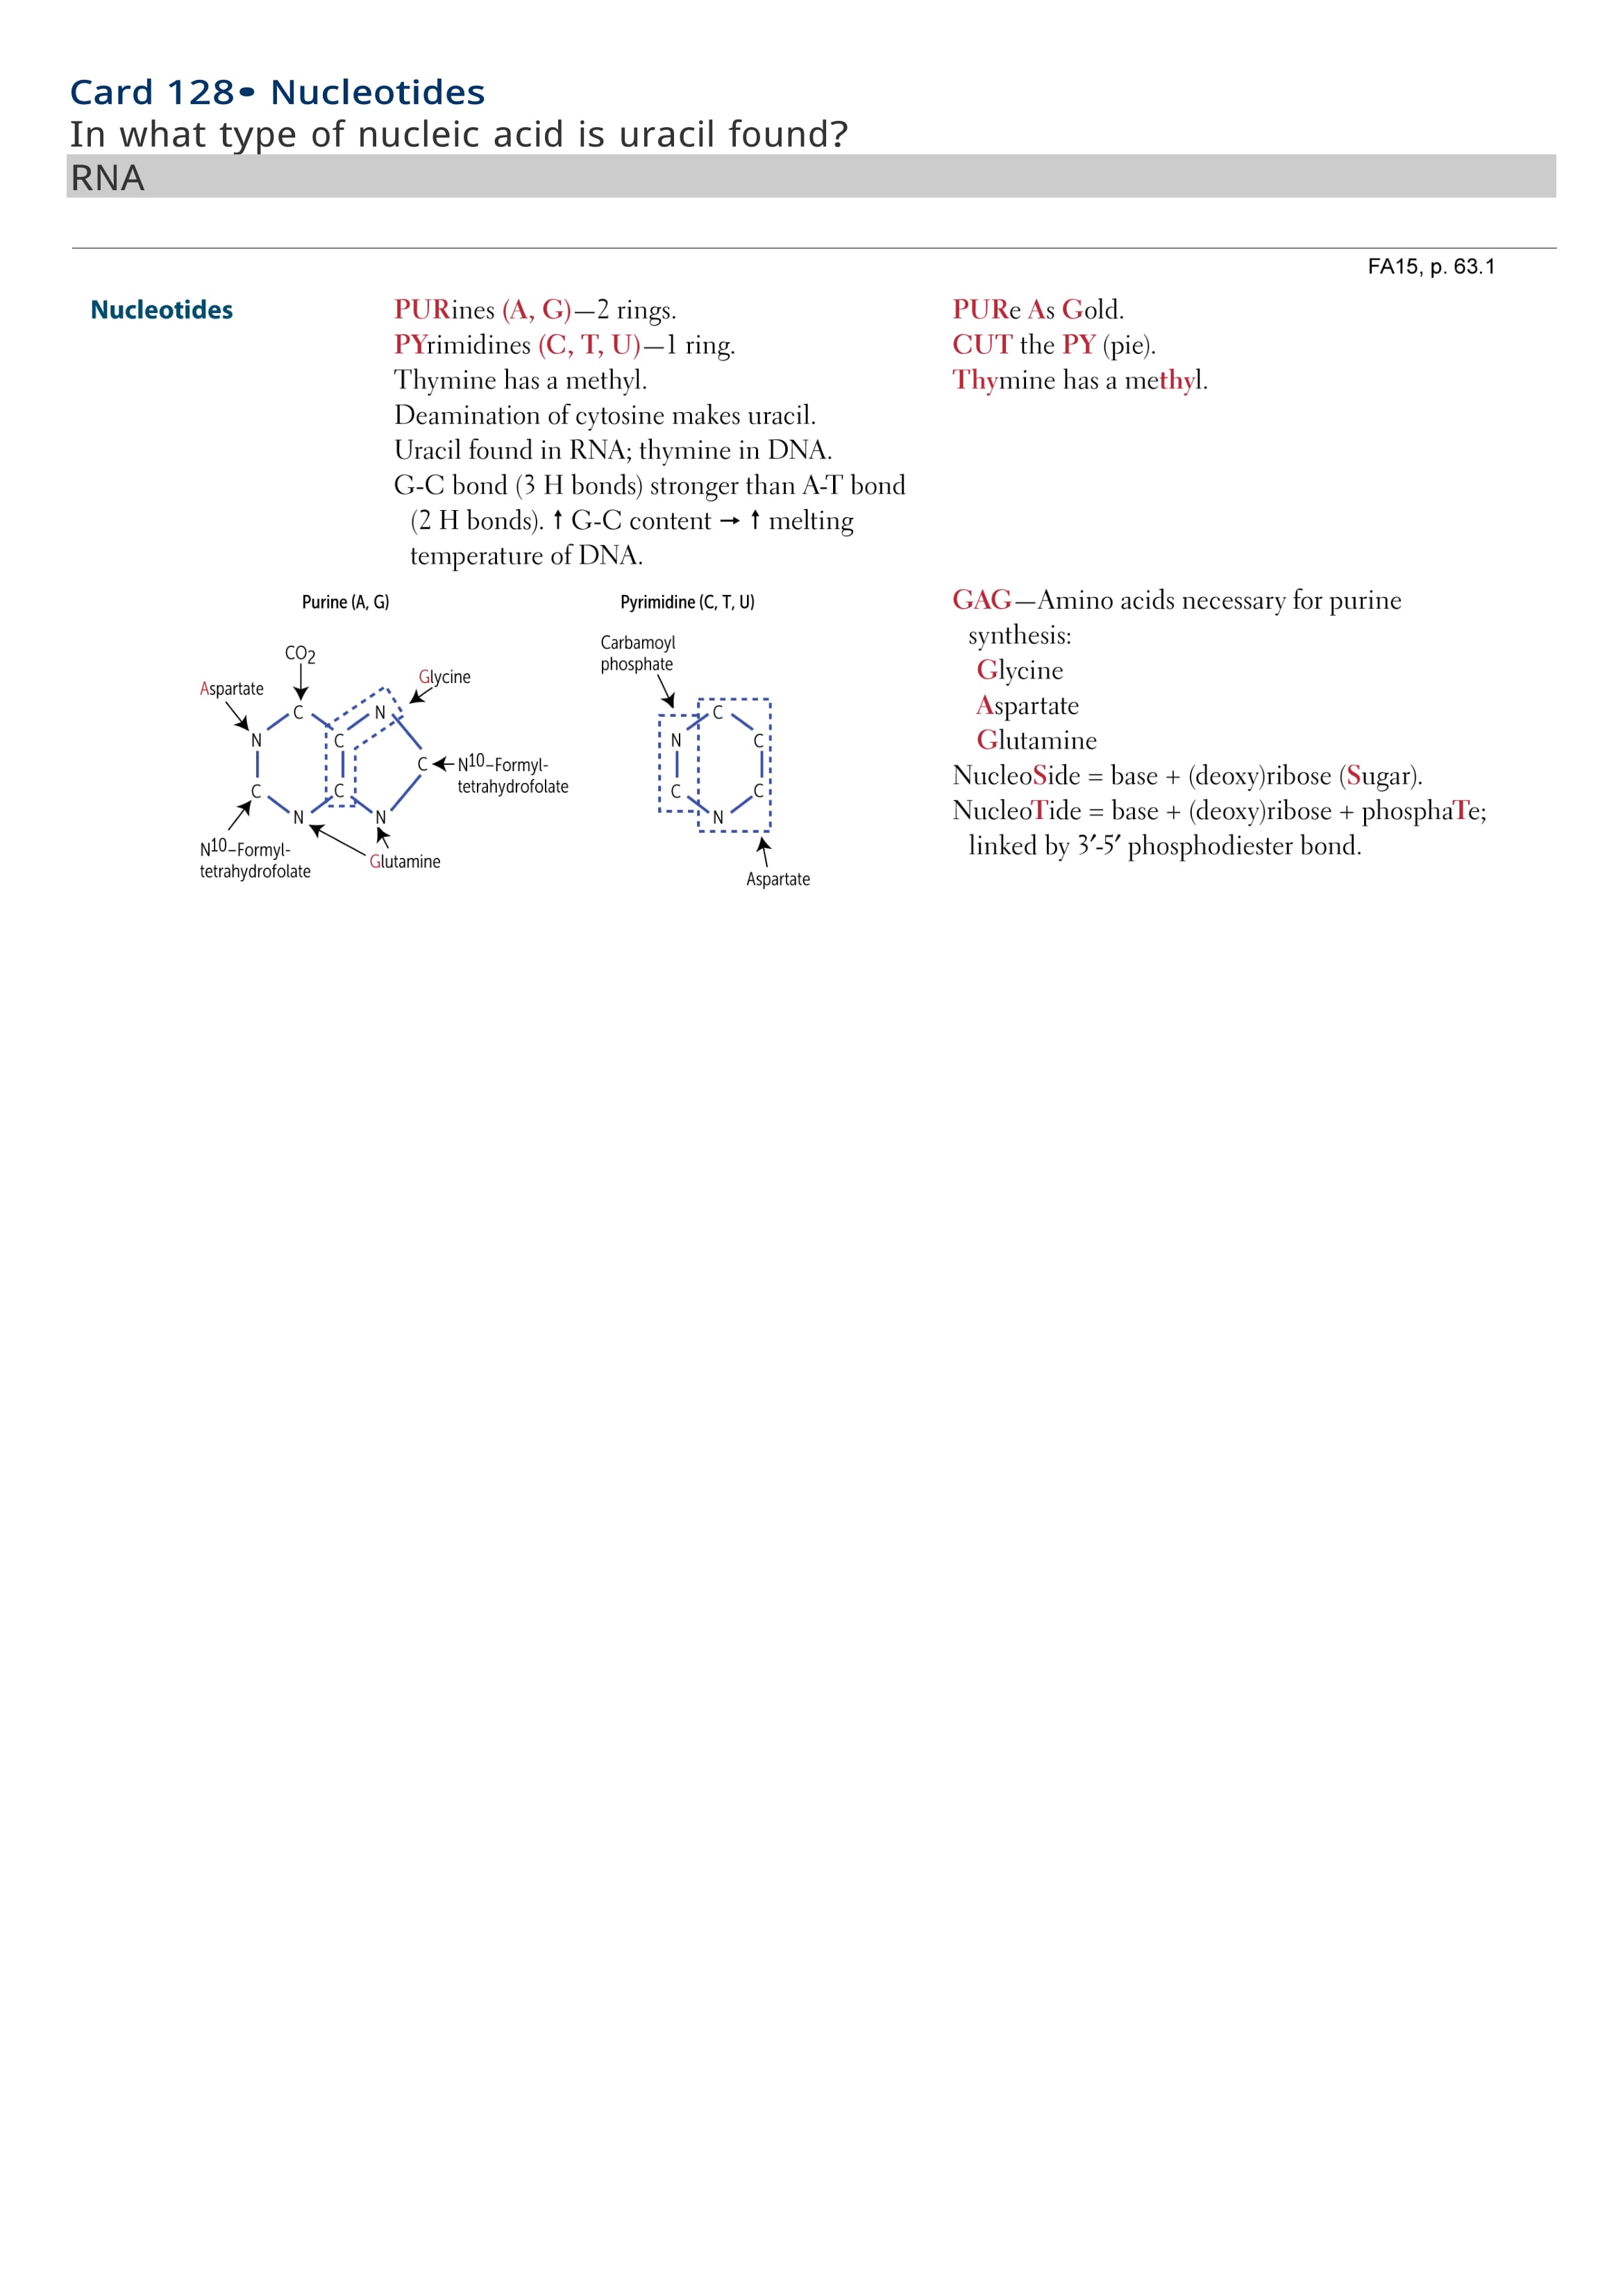 Card 128• Nucleotides
In what type of nucleic acid is uracil found?
RNA
FA15, p. 63.1
Nucleotides
PURines (A, G)—2 rings.
PYrimidines (C, T, U)—1 ring.
Thymine has a methyl.
Deamination of cytosine makes uracil.
Uracil found in RNA; thymine in DNA.
G-C bond (3 H bonds) stronger than A-T bond
(2 H bonds). ↑ G-C content → ↑ melting
temperature of DNA.
PURe As Gold.
CUT the PY (pie).
Thymine has a methyl.
Purine (A, G)
CO2
Aspartate
Glycine
C
N
N
C
C
N10–Formyl-
tetrahydrofolate
C
C
N
N
N10–Formyl-
tetrahydrofolate
Glutamine
Pyrimidine (C, T, U)
Carbamoyl
phosphate
C
N
C
C
C
N
Aspartate
GAG—Amino acids necessary for purine
synthesis:
Glycine
Aspartate
Glutamine
NucleoSide = base + (deoxy)ribose (Sugar).
NucleoTide = base + (deoxy)ribose + phosphaTe;
linked by 3′-5′ phosphodiester bond.